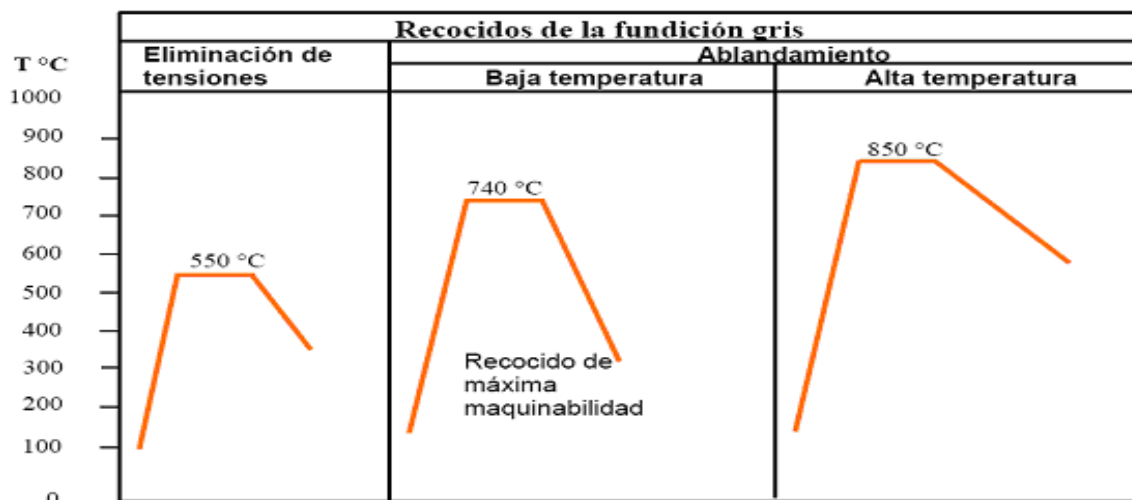 Recocidos de la fundición gris
T °C
Eliminación de
tensiones
Ablandamiento
Baja temperatura
Alta temperatura
1000
900
800
700
600
500
400
300
200
100
0
550 °C
740 °C
Recocido de
máxima
maquinabilidad
850 °C